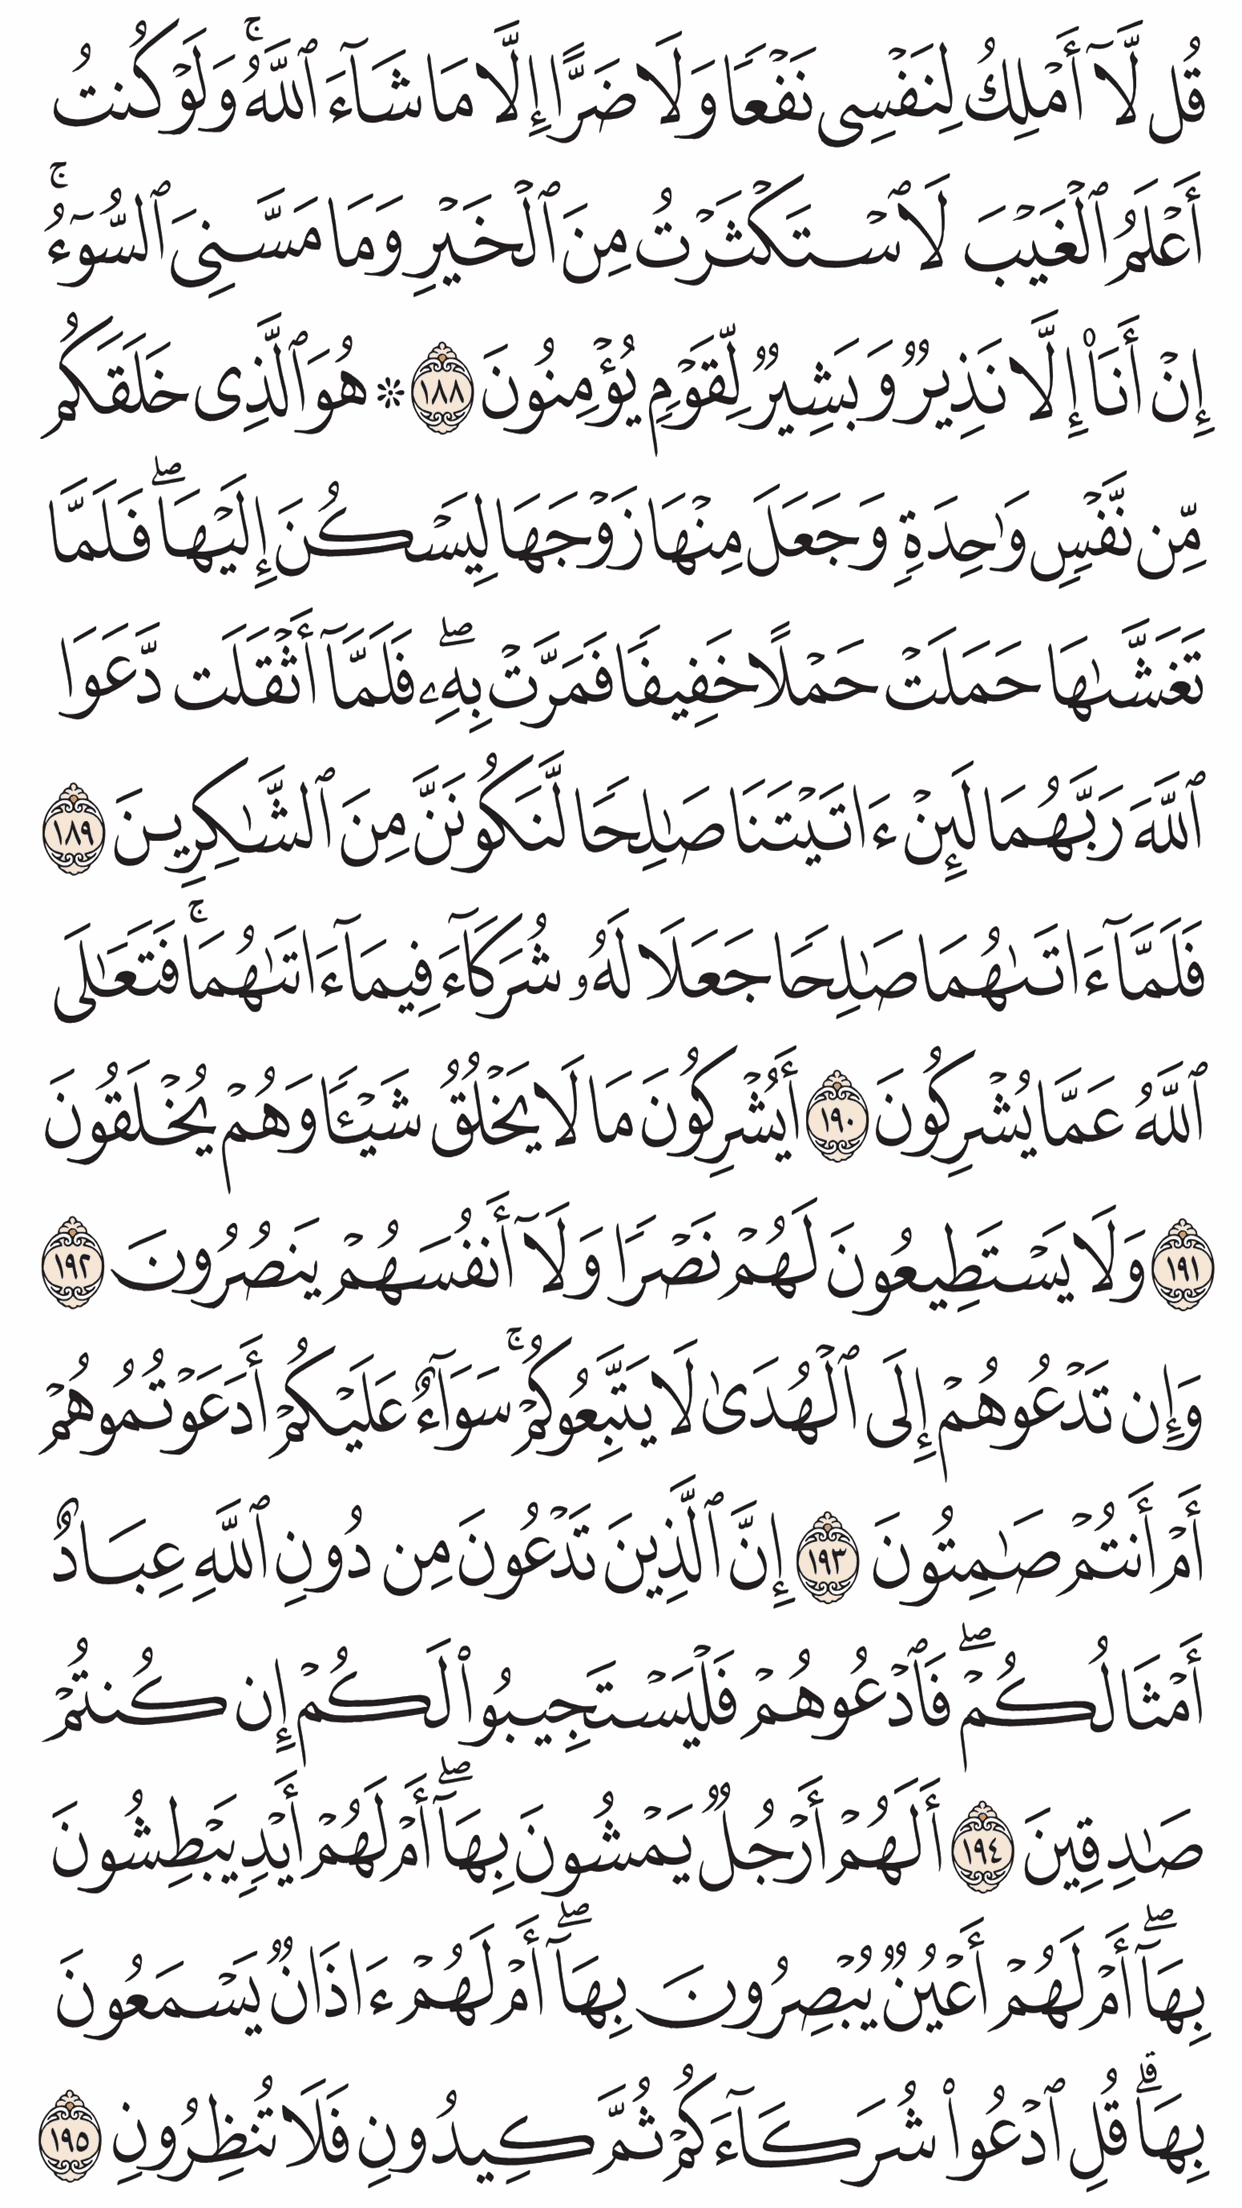 قُل لَّآ أَمْلِكُ لِنَفْسِى نَفْعًا وَلَا ضَرًّا إِلَّا مَا شَآءَ ٱللَّهُ ۚ وَلَوْ كُنتُ
أَعْلَمُ ٱلْغَيْبَ لَٱسْتَكْثَرْتُ مِنَ ٱلْخَيْرِ وَمَا مَسَّنِىَ ٱلسُّوٓءُ ۚ
إِنْ أَنَا۠ إِلَّا نَذِيرٌ وَبَشِيرٌ لِّقَوْمٍ يُؤْمِنُونَ ١٨٨ ۞ هُوَ ٱلَّذِى خَلَقَكُم
مِّن نَّفْسٍ وَٰحِدَةٍ وَجَعَلَ مِنْهَا زَوْجَهَا لِيَسْكُنَ إِلَيْهَا ۖ فَلَمَّا
تَغَشَّىٰهَا حَمَلَتْ حَمْلًا خَفِيفًا فَمَرَّتْ بِهِۦ ۖ فَلَمَّآ أَثْقَلَت دَّعَوَا
ٱللَّهَ رَبَّهُمَا لَئِنْ ءَاتَيْتَنَا صَـٰلِحًا لَّنَكُونَنَّ مِنَ ٱلشَّـٰكِرِينَ ١٨٩
فَلَمَّآ ءَاتَىٰهُمَا صَـٰلِحًا جَعَلَا لَهُۥ شُرَكَآءَ فِيمَآ ءَاتَىٰهُمَا ۚ فَتَعَـٰلَى
ٱللَّهُ عَمَّا يُشْرِكُونَ ١٩٠ أَيُشْرِكُونَ مَا لَا يَخْلُقُ شَيْـًٔا وَهُمْ يُخْلَقُونَ
١٩١ وَلَا يَسْتَطِيعُونَ لَهُمْ نَصْرًا وَلَآ أَنفُسَهُمْ يَنصُرُونَ ١٩٢
وَإِن تَدْعُوهُمْ إِلَى ٱلْهُدَىٰ لَا يَتَّبِعُوكُمْ ۚ سَوَآءٌ عَلَيْكُمْ أَدَعَوْتُمُوهُمْ
أَمْ أَنتُمْ صَـٰمِتُونَ ١٩٣ إِنَّ ٱلَّذِينَ تَدْعُونَ مِن دُونِ ٱللَّهِ عِبَادٌ
أَمْثَالُكُمْ ۖ فَٱدْعُوهُمْ فَلْيَسْتَجِيبُوا۟ لَكُمْ إِن كُنتُمْ
صَـٰدِقِينَ ١٩٤ أَلَهُمْ أَرْجُلٌ يَمْشُونَ بِهَآ ۖ أَمْ لَهُمْ أَيْدٍ يَبْطِشُونَ
بِهَآ ۖ أَمْ لَهُمْ أَعْيُنٌ يُبْصِرُونَ بِهَآ ۖ أَمْ لَهُمْ ءَاذَانٌ يَسْمَعُونَ
بِهَا ۗ قُلِ ٱدْعُوا۟ شُرَكَآءَكُمْ ثُمَّ كِيدُونِ فَلَا تُنظِرُونِ ١٩٥